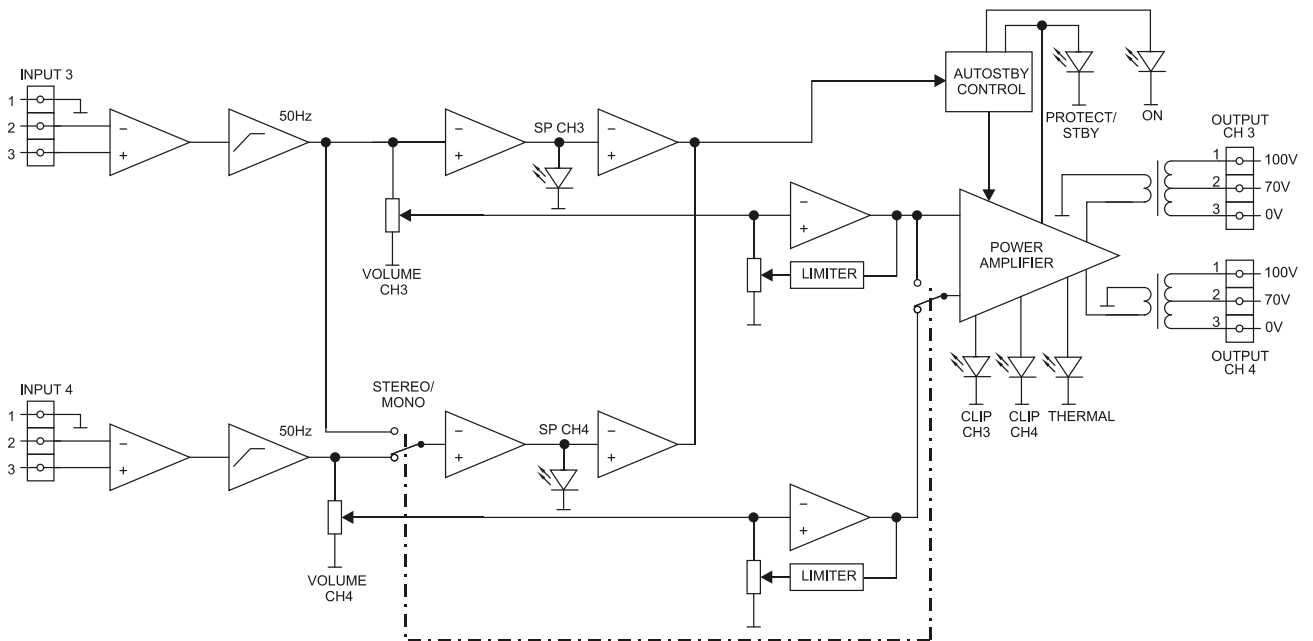 INPUT 3
1
2
3
−
+
50Hz
−
+
SP CH3
−
+
AUTOSTBY
CONTROL
PROTECT/
STBY
ON
OUTPUT
CH 3
1
100V
2
70V
3
0V
VOLUME
CH3
−
+
LIMITER
POWER
AMPLIFIER
1
100V
2
70V
3
0V
OUTPUT
CH 4
CLIP
CH3
CLIP
CH4
THERMAL
INPUT 4
1
2
3
−
+
50Hz
STEREO/
MONO
−
+
SP CH4
−
+
VOLUME
CH4
−
+
LIMITER